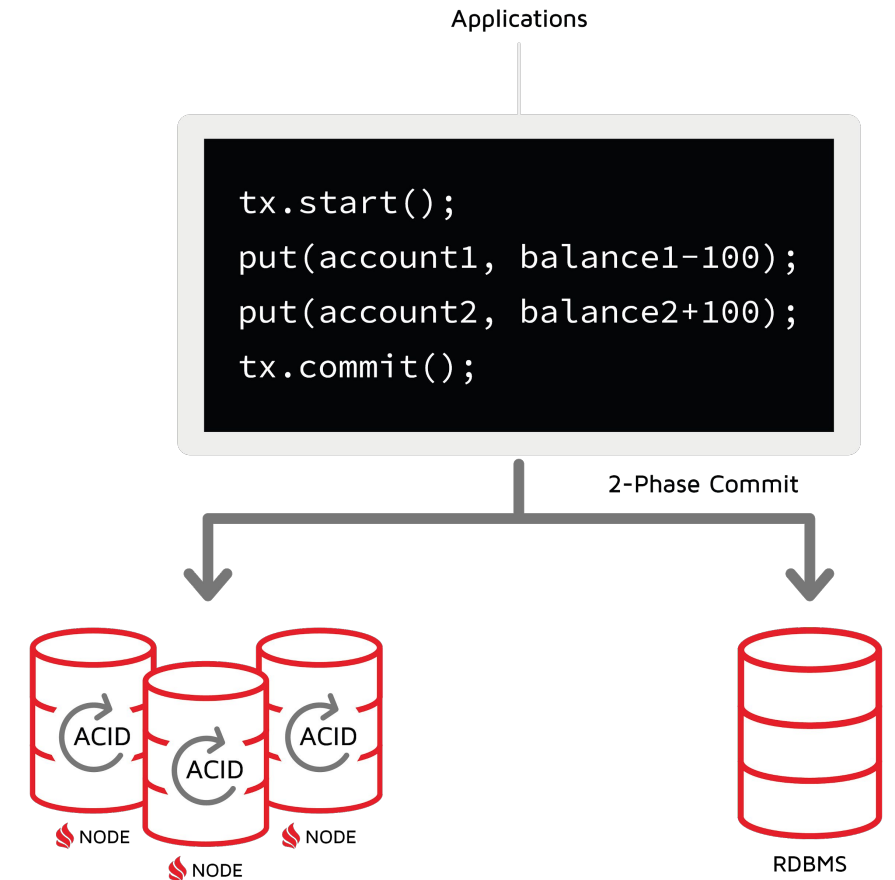 Applications
tx.start();
put(account1, balance1-100);
put(account2, balance2+100);
tx.commit();
2-Phase Commit
ACID
ACID
ACID
NODE
NODE
NODE
RDBMS